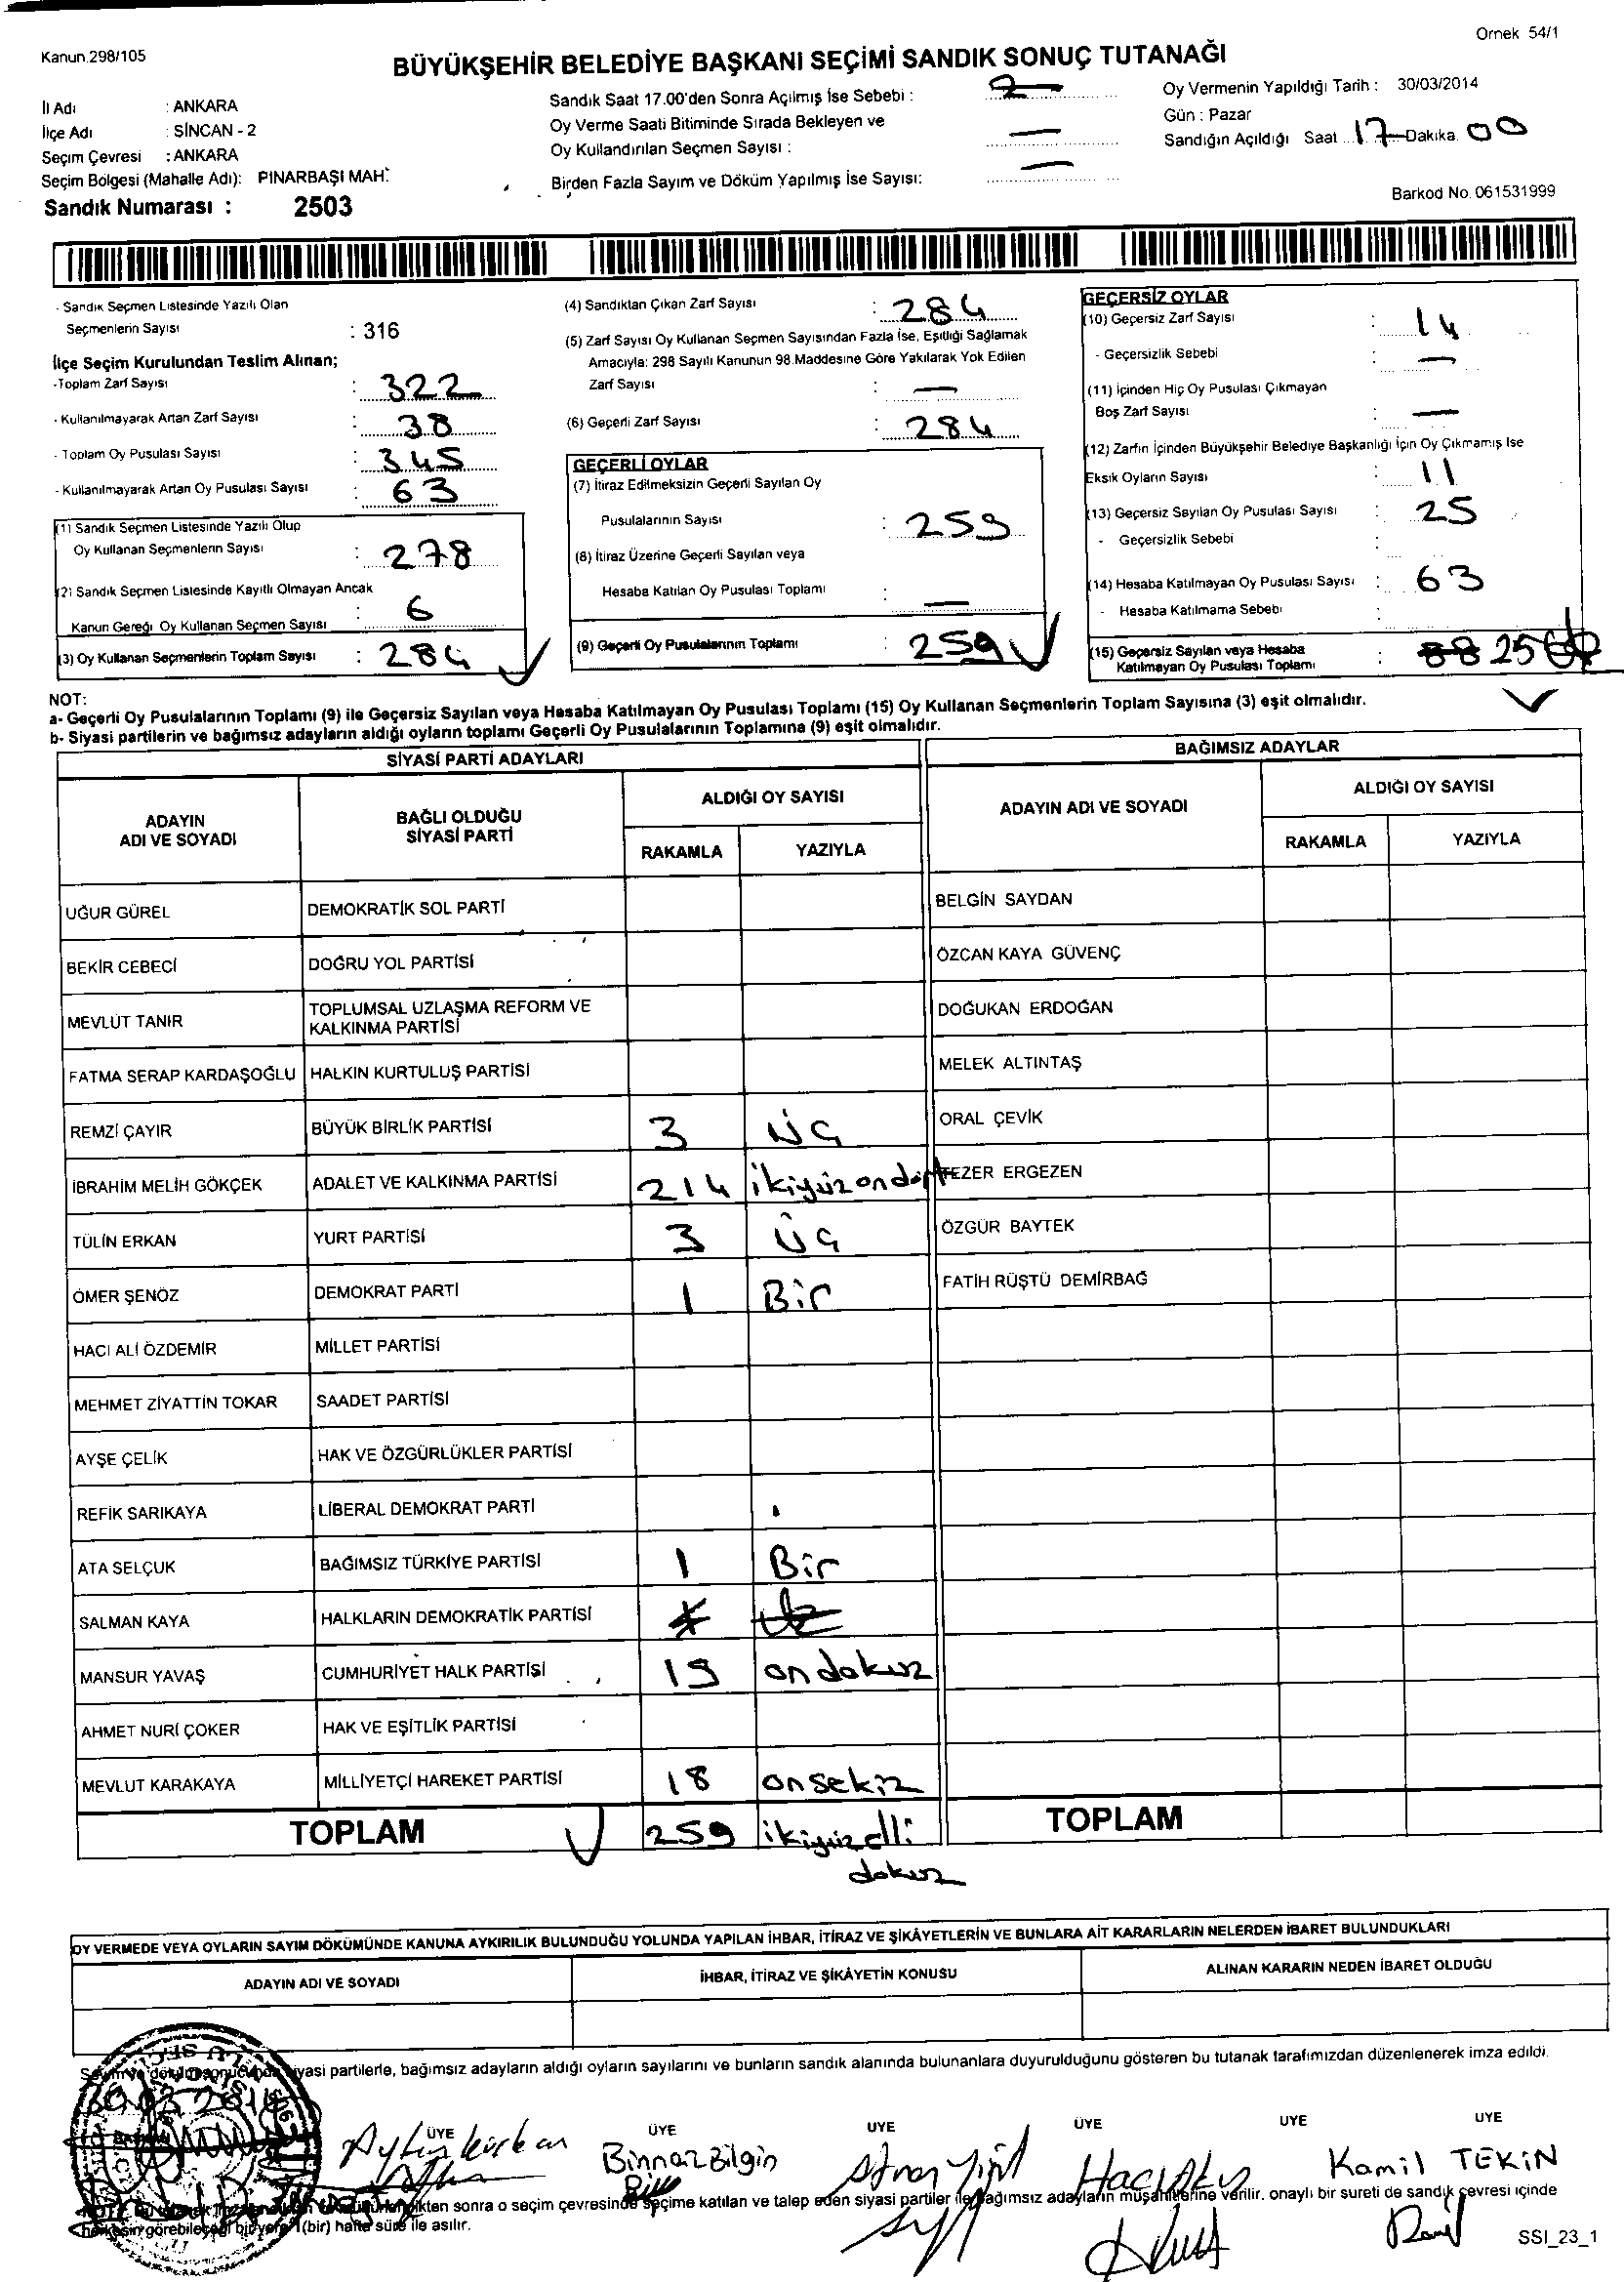 Ornek 54/1
Kanun.298/105
BÜYÜKŞEHİR BELEDİYE BAŞKANI SEÇİMİ SANDIK SONUÇ TUTANAĞI
İl Adı : ANKARA
İlçe Adı : SİNCAN - 2
Seçim Çevresi : ANKARA
Seçim Bölgesi (Mahalle Adı): PINARBAŞI MAH.
Sandık Numarası : 2503
Sandık Saat 17.00'den Sonra Açılmış İse Sebebi :
Oy Verme Saati Bitiminde Sırada Bekleyen ve
Oy Kullandırılan Seçmen Sayısı : —
Birden Fazla Sayım ve Döküm Yapılmış İse Sayısı: —
Oy Vermenin Yapıldığı Tarih : 30/03/2014
Gün : Pazar
Sandığın Açıldığı Saat 17 Dakika 00
Barkod No.061531999
- Sandık Seçmen Listesinde Yazılı Olan
Seçmenlerin Sayısı : 316
İlçe Seçim Kurulundan Teslim Alınan;
-Toplam Zarf Sayısı : 322
- Kullanılmayarak Artan Zarf Sayısı : 38
- Toplam Oy Pusulası Sayısı : 345
- Kullanılmayarak Artan Oy Pusulası Sayısı : 63
(1) Sandık Seçmen Listesinde Yazılı Olup
Oy Kullanan Seçmenlerin Sayısı : 278
(2) Sandık Seçmen Listesinde Kayıtlı Olmayan Ancak
Kanun Gereği Oy Kullanan Seçmen Sayısı : 6
(3) Oy Kullanan Seçmenlerin Toplam Sayısı : 284
(4) Sandıktan Çıkan Zarf Sayısı : 284
(5) Zarf Sayısı Oy Kullanan Seçmen Sayısından Fazla İse, Eşitliği Sağlamak
Amacıyla; 298 Sayılı Kanunun 98.Maddesine Göre Yakılarak Yok Edilen
Zarf Sayısı : —
(6) Geçerli Zarf Sayısı : 284
GEÇERLİ OYLAR
(7) İtiraz Edilmeksizin Geçerli Sayılan Oy
Pusulalarının Sayısı : 259
(8) İtiraz Üzerine Geçerli Sayılan veya
Hesaba Katılan Oy Pusulası Toplamı : —
(9) Geçerli Oy Pusulalarının Toplamı : 259
GEÇERSİZ OYLAR
(10) Geçersiz Zarf Sayısı : 14
- Geçersizlik Sebebi : —
(11) İçinden Hiç Oy Pusulası Çıkmayan
Boş Zarf Sayısı : —
(12) Zarfın İçinden Büyükşehir Belediye Başkanlığı İçin Oy Çıkmamış İse
Eksik Oyların Sayısı : 11
(13) Geçersiz Sayılan Oy Pusulası Sayısı : 25
- Geçersizlik Sebebi :
(14) Hesaba Katılmayan Oy Pusulası Sayısı : 63
- Hesaba Katılmama Sebebi :
(15) Geçersiz Sayılan veya Hesaba
Katılmayan Oy Pusulası Toplamı : 88 25
NOT:
a- Geçerli Oy Pusulalarının Toplamı (9) ile Geçersiz Sayılan veya Hesaba Katılmayan Oy Pusulası Toplamı (15) Oy Kullanan Seçmenlerin Toplam Sayısına (3) eşit olmalıdır.
b- Siyasi partilerin ve bağımsız adayların aldığı oyların toplamı Geçerli Oy Pusulalarının Toplamına (9) eşit olmalıdır.
SİYASİ PARTİ ADAYLARI
BAĞIMSIZ ADAYLAR
ADAYIN ADI VE SOYADI
BAĞLI OLDUĞU SİYASİ PARTİ
ALDIĞI OY SAYISI
RAKAMLA YAZIYLA
ADAYIN ADI VE SOYADI
ALDIĞI OY SAYISI
RAKAMLA YAZIYLA
UĞUR GÜREL DEMOKRATİK SOL PARTİ BELGİN SAYDAN
BEKİR CEBECİ DOĞRU YOL PARTİSİ ÖZCAN KAYA GÜVENÇ
MEVLÜT TANIR TOPLUMSAL UZLAŞMA REFORM VE KALKINMA PARTİSİ DOĞUKAN ERDOĞAN
FATMA SERAP KARDAŞOĞLU HALKIN KURTULUŞ PARTİSİ MELEK ALTINTAŞ
REMZİ ÇAYIR BÜYÜK BİRLİK PARTİSİ 3 üç ORAL ÇEVİK
İBRAHİM MELİH GÖKÇEK ADALET VE KALKINMA PARTİSİ 214 ikiyüzondört TEZER ERGEZEN
TÜLİN ERKAN YURT PARTİSİ 3 üç ÖZGÜR BAYTEK
ÖMER ŞENÖZ DEMOKRAT PARTİ 1 Bir FATİH RÜŞTÜ DEMİRBAĞ
HACI ALİ ÖZDEMİR MİLLET PARTİSİ
MEHMET ZİYATTİN TOKAR SAADET PARTİSİ
AYŞE ÇELİK HAK VE ÖZGÜRLÜKLER PARTİSİ
REFİK SARIKAYA LİBERAL DEMOKRAT PARTİ
ATA SELÇUK BAĞIMSIZ TÜRKİYE PARTİSİ 1 Bir
SALMAN KAYA HALKLARIN DEMOKRATİK PARTİSİ
MANSUR YAVAŞ CUMHURİYET HALK PARTİSİ 19 ondokuz
AHMET NURİ ÇOKER HAK VE EŞİTLİK PARTİSİ
MEVLUT KARAKAYA MİLLİYETÇİ HAREKET PARTİSİ 18 onsekiz
TOPLAM 259 ikiyüzelli dokuz TOPLAM
OY VERMEDE VEYA OYLARIN SAYIM DÖKÜMÜNDE KANUNA AYKIRILIK BULUNDUĞU YOLUNDA YAPILAN İHBAR, İTİRAZ VE ŞİKÂYETLERİN VE BUNLARA AİT KARARLARIN NELERDEN İBARET BULUNDUKLARI
ADAYIN ADI VE SOYADI İHBAR, İTİRAZ VE ŞİKÂYETİN KONUSU ALINAN KARARIN NEDEN İBARET OLDUĞU
siyasi partilerle, bağımsız adayların aldığı oyların sayılarını ve bunların sandık alanında bulunanlara duyurulduğunu gösteren bu tutanak tarafımızdan düzenlenerek imza edildi.
ÜYE ÜYE UYE ÜYE UYE UYE
Binnaz Bilgin Kamil TEKİN
sonra o seçim çevresinde seçime katılan ve talep eden siyasi partiler ile bağımsız adayların müşahitlerine verilir. onaylı bir sureti de sandık çevresi içinde
herkesin görebileceği bir yere 1(bir) hafta süre ile asılır.
SSI_23_1